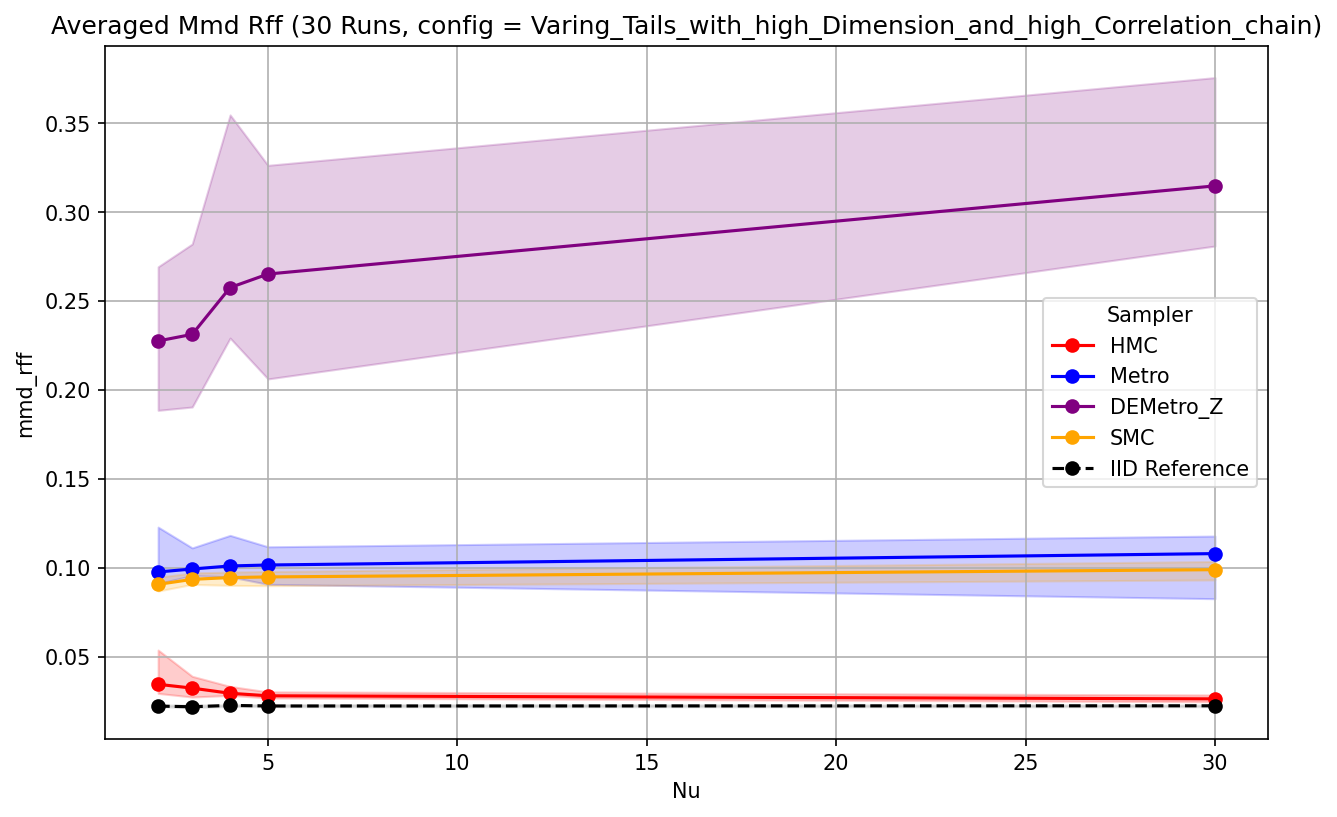 Averaged Mmd Rff (30 Runs, config = Varing_Tails_with_high_Dimension_and_high_Correlation_chain)
mmd_rff
0.35
0.30
0.25
0.20
0.15
0.10
0.05
Sampler
HMC
Metro
DEMetro_Z
SMC
IID Reference
5
10
15
20
25
30
Nu